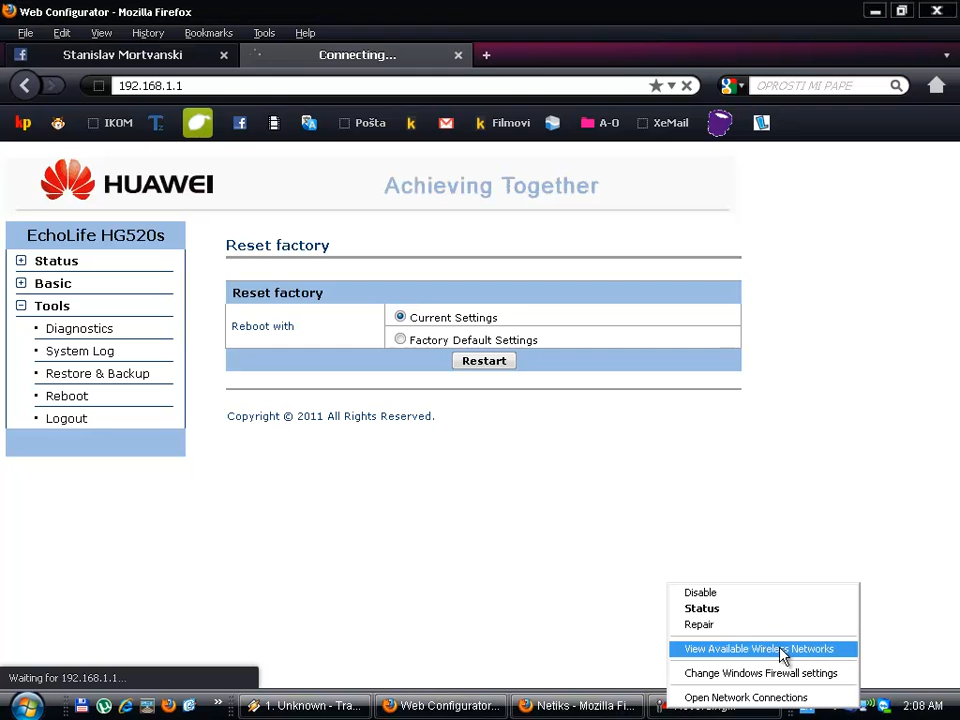 Web Configurator - Mozilla Firefox
File Edit View History Bookmarks Tools Help
Stanislav Mortvanski Connecting...
192.168.1.1 OPROSTI MI PAPE
kp IKOM Pošta k k Filmovi A-O XeMail
HUAWEI Achieving Together
EchoLife HG520s
Status
Basic
Tools
Diagnostics
System Log
Restore & Backup
Reboot
Logout
Reset factory
Reset factory
Reboot with
Current Settings
Factory Default Settings
Restart
Copyright © 2011 All Rights Reserved.
Disable
Status
Repair
View Available Wireless Networks
Change Windows Firewall settings
Open Network Connections
Waiting for 192.168.1.1...
1. Unknown - Tra... Web Configurator... Netiks - Mozilla Fi... 2:08 AM